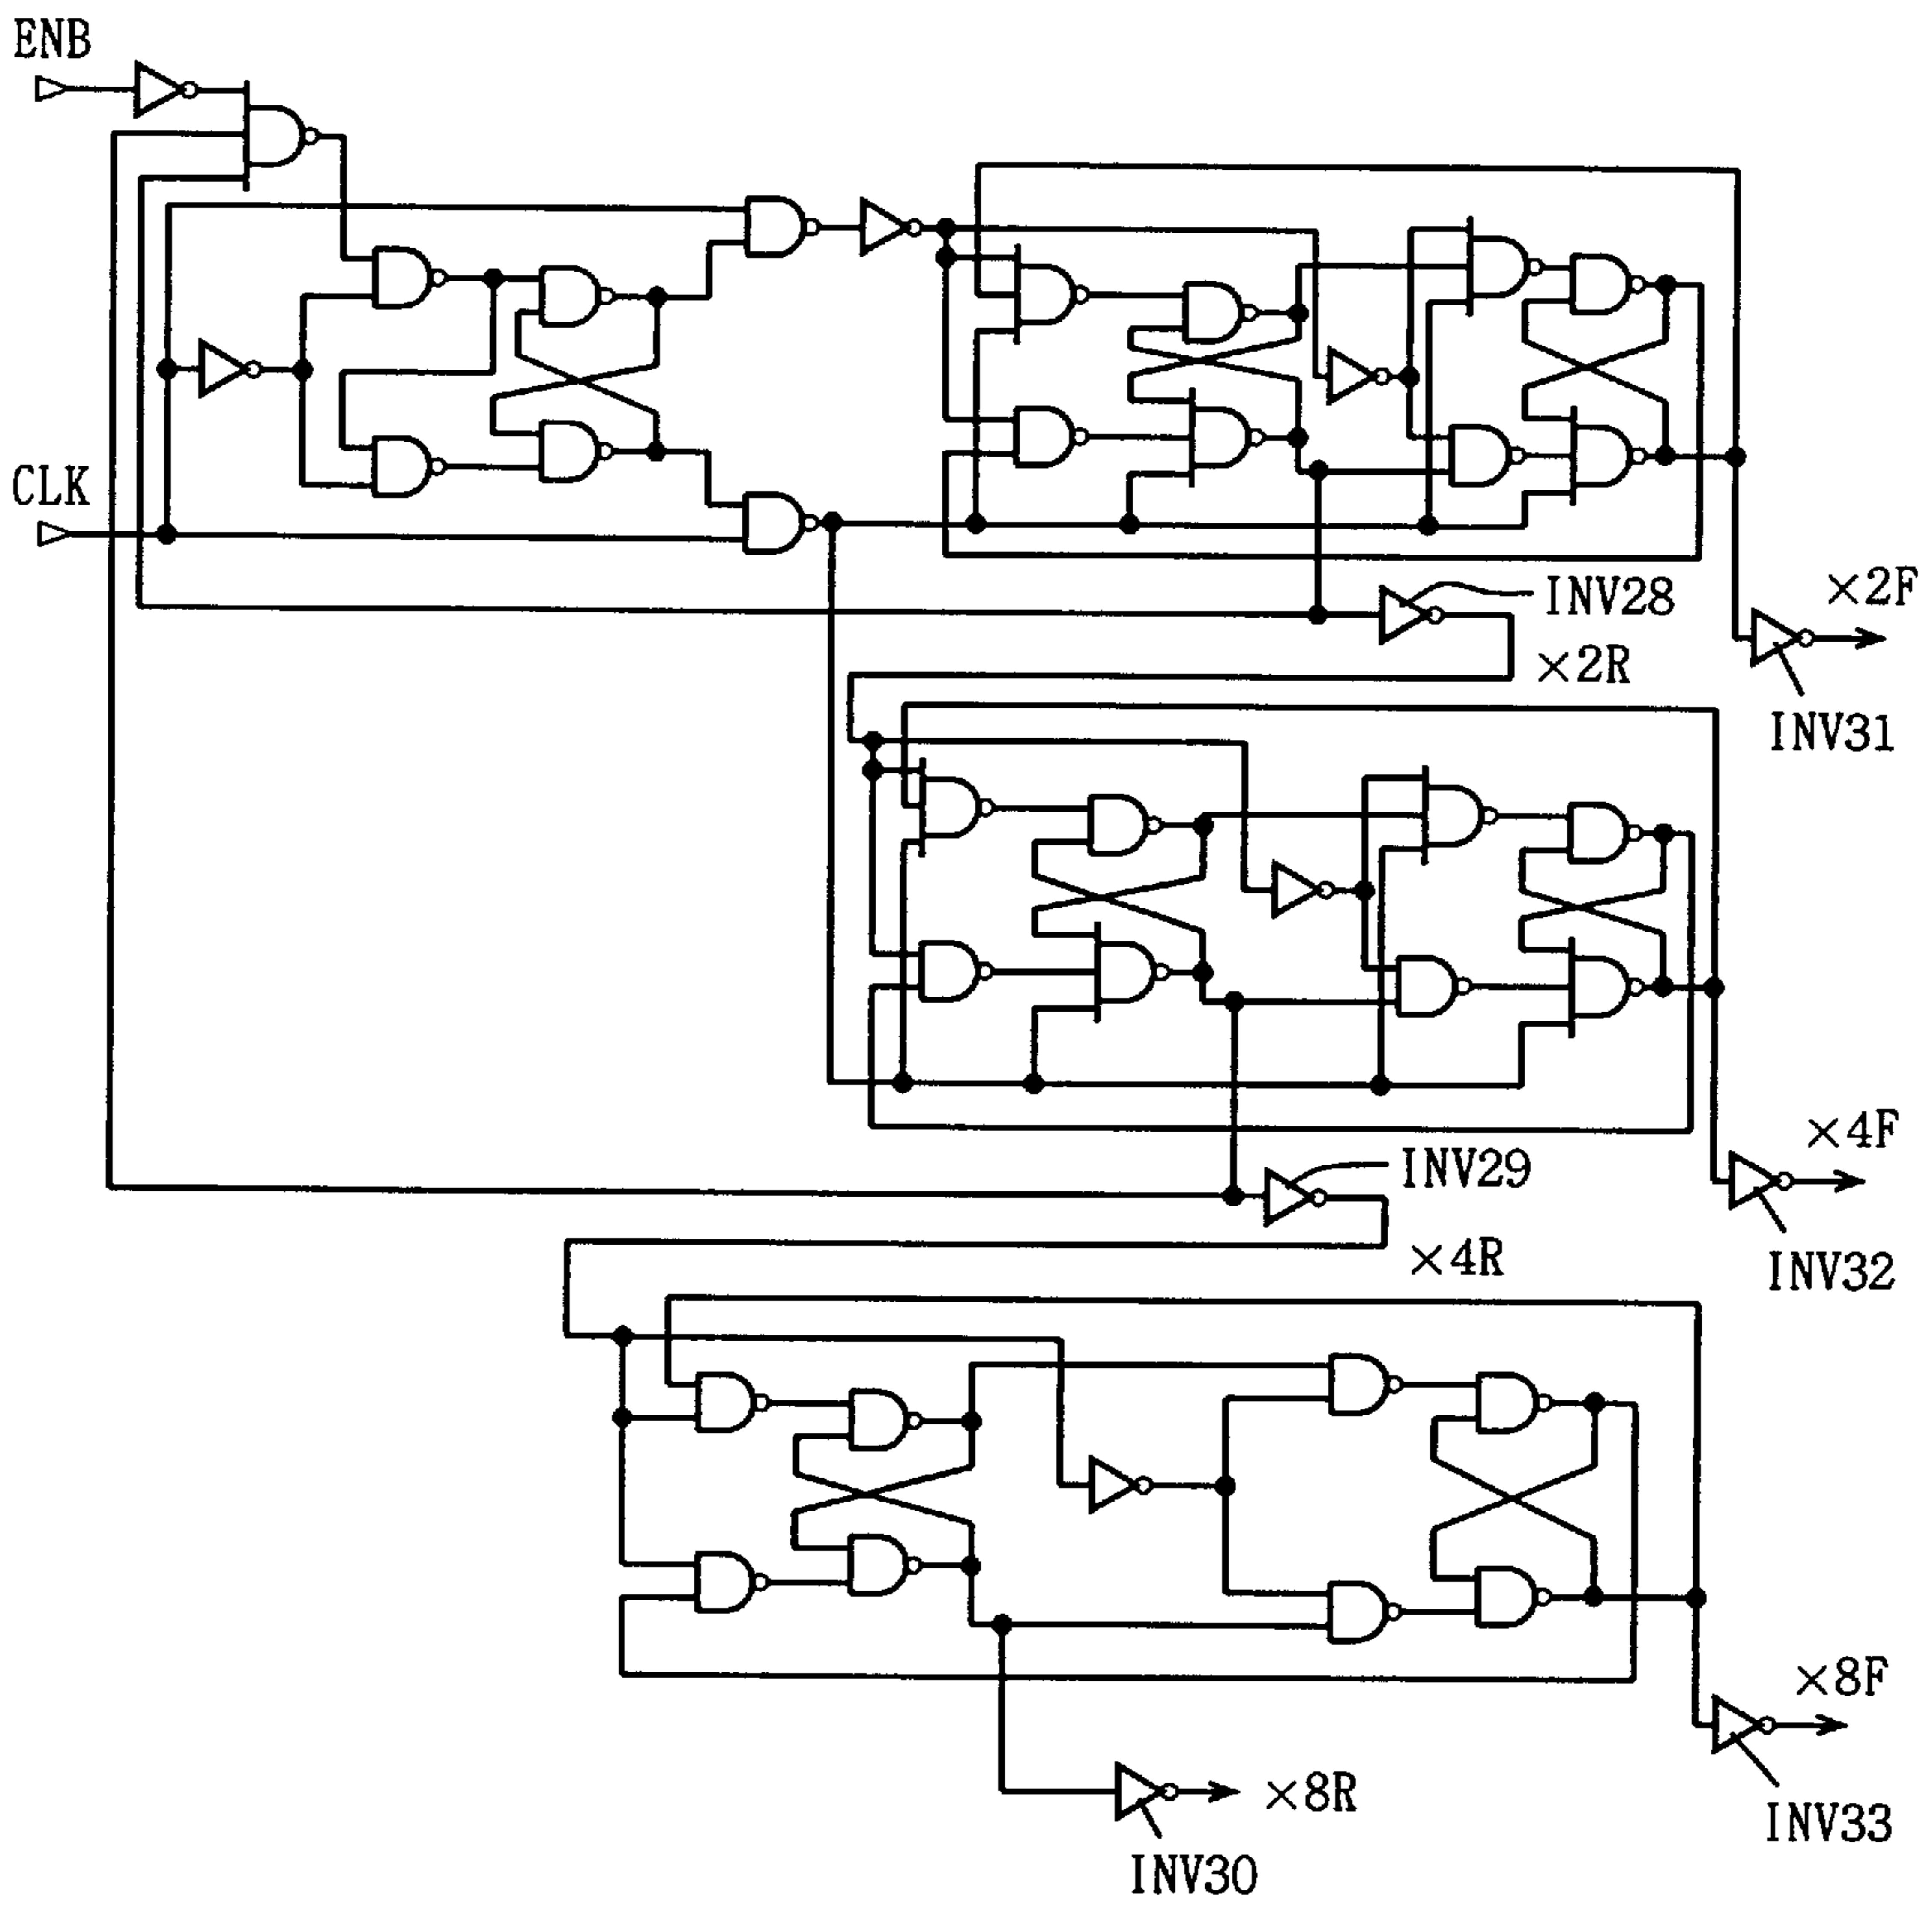 ENB
CLK
INV28
×2F
×2R
INV31
×4F
INV29
×4R
INV32
×8F
×8R
INV33
INV30